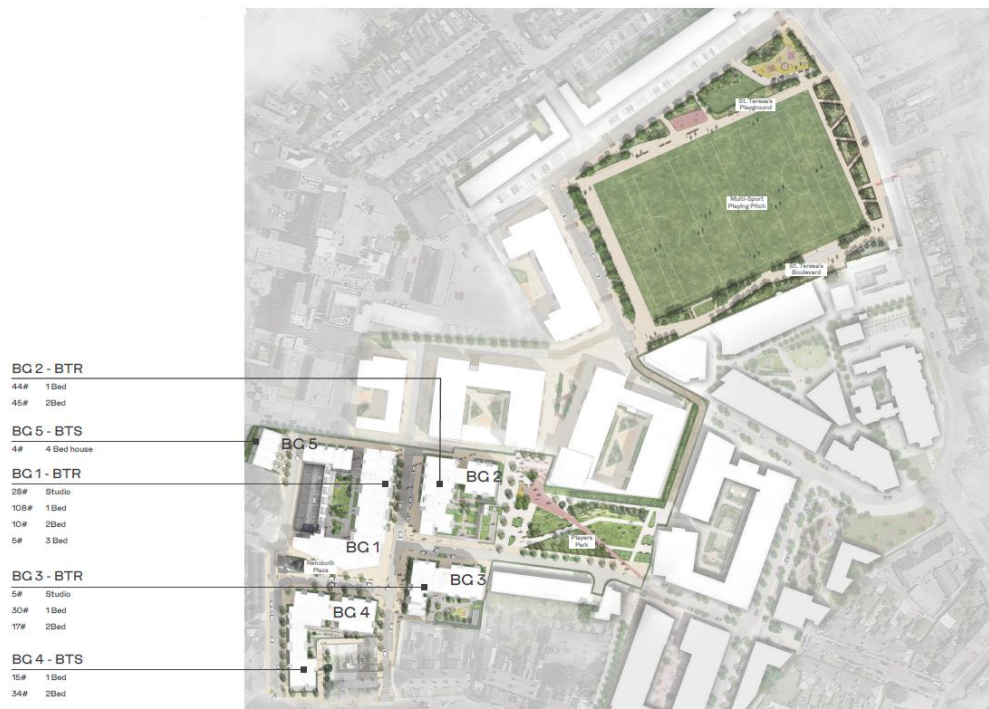 St. Teresa's
Playground
Multi-Sport
Playing Pitch
St. Teresa's
Boulevard
BG 2 - BTR
44# 1 Bed
45# 2Bed
BG 5 - BTS
4# 4 Bed house
BG 1 - BTR
28# Studio
108# 1 Bed
10# 2Bed
5# 3 Bed
BG 3 - BTR
5# Studio
30# 1 Bed
17# 2Bed
BG 4 - BTS
15# 1 Bed
34# 2Bed
BG 5
BG 2
Players
Park
BG 1
Rehoboth
Plaza
BG 3
BG 4